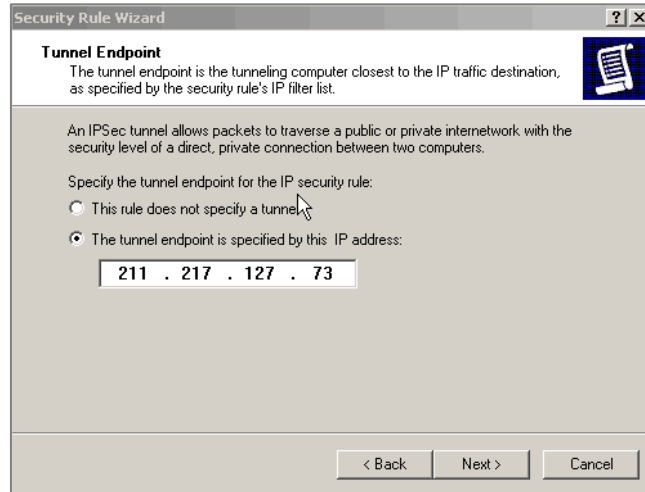 Security Rule Wizard
Tunnel Endpoint
The tunnel endpoint is the tunneling computer closest to the IP traffic destination,
as specified by the security rule's IP filter list.
An IPSec tunnel allows packets to traverse a public or private internetwork with the
security level of a direct, private connection between two computers.
Specify the tunnel endpoint for the IP security rule:
This rule does not specify a tunnel
The tunnel endpoint is specified by this IP address:
211 . 217 . 127 . 73
< Back Next > Cancel